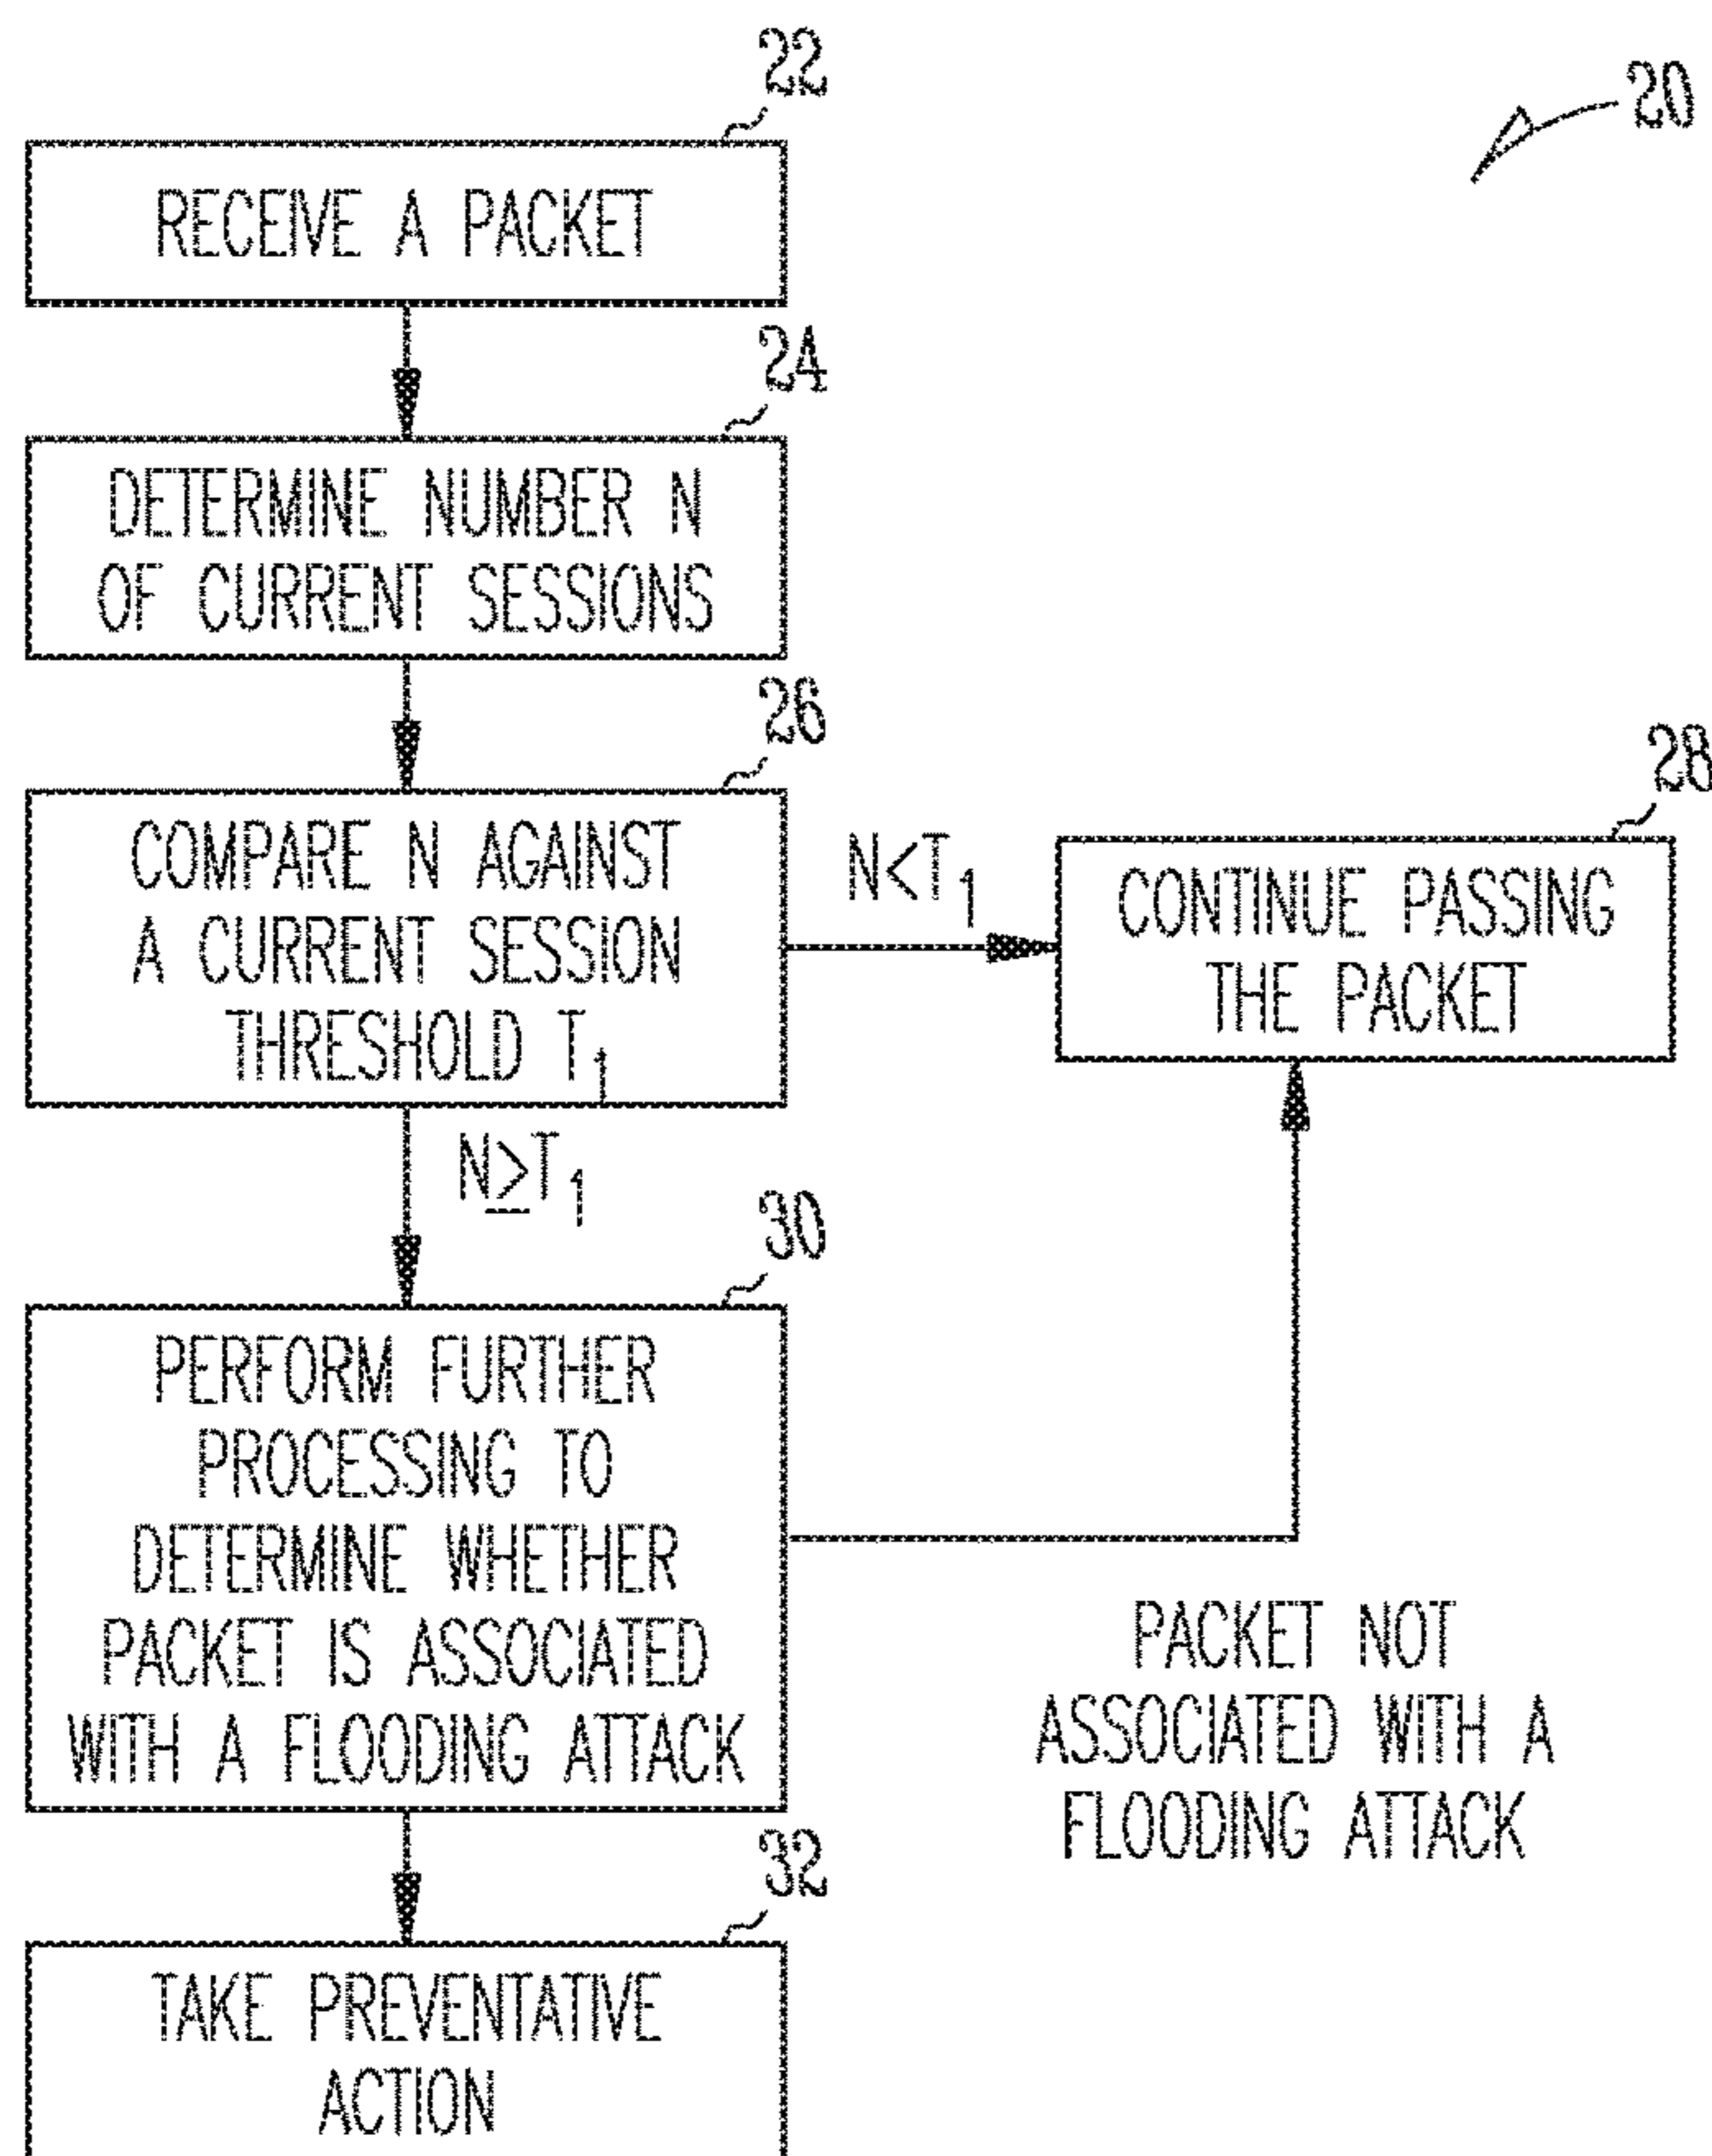 22
20
RECEIVE A PACKET
24
DETERMINE NUMBER N
OF CURRENT SESSIONS
26
COMPARE N AGAINST
A CURRENT SESSION
THRESHOLD T₁
N<T₁
28
CONTINUE PASSING
THE PACKET
N≥T₁
30
PERFORM FURTHER
PROCESSING TO
DETERMINE WHETHER
PACKET IS ASSOCIATED
WITH A FLOODING ATTACK
PACKET NOT
ASSOCIATED WITH A
FLOODING ATTACK
32
TAKE PREVENTATIVE
ACTION